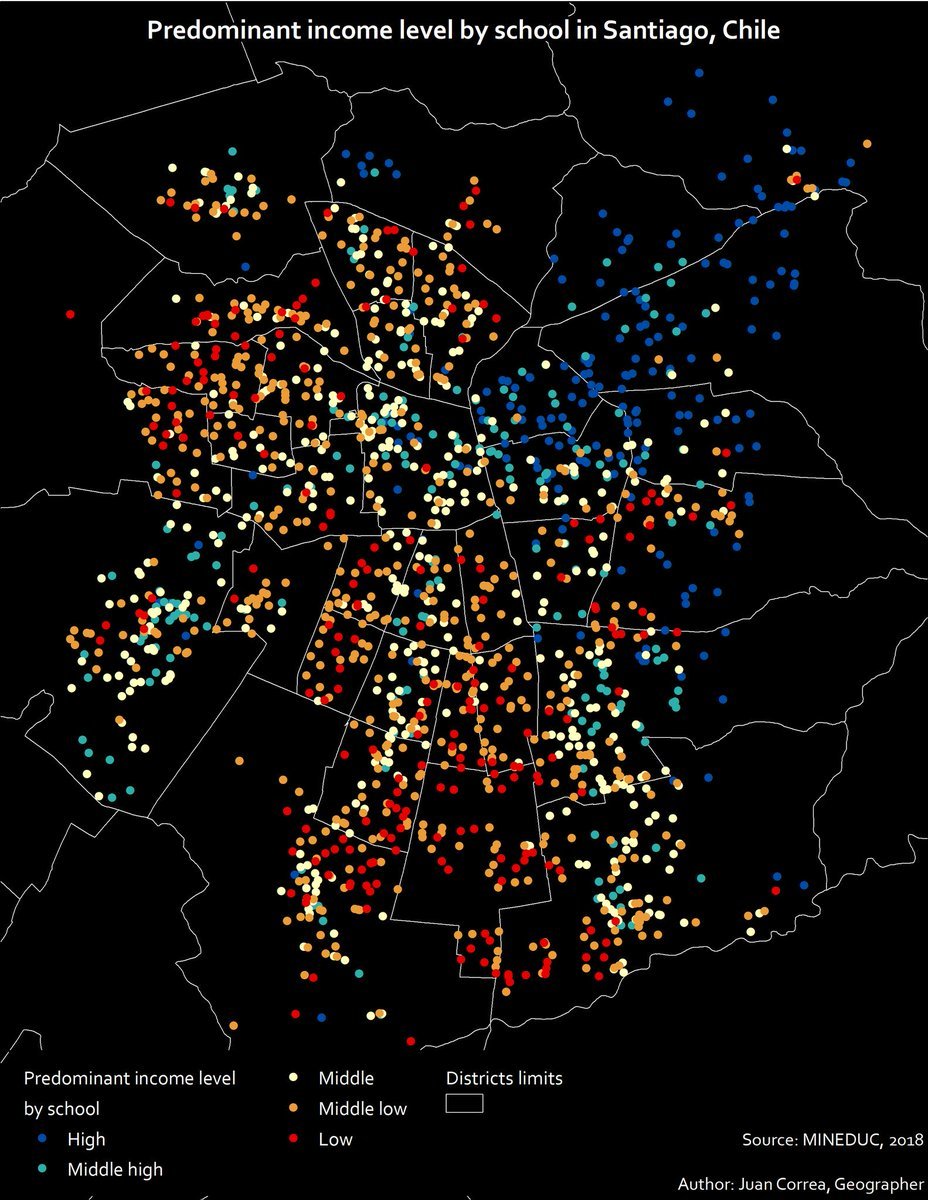 Predominant income level by school in Santiago, Chile
Predominant income level
by school
High
Middle high
Middle
Middle low
Low
Districts limits
Source: MINEDUC, 2018
Author: Juan Correa, Geographer